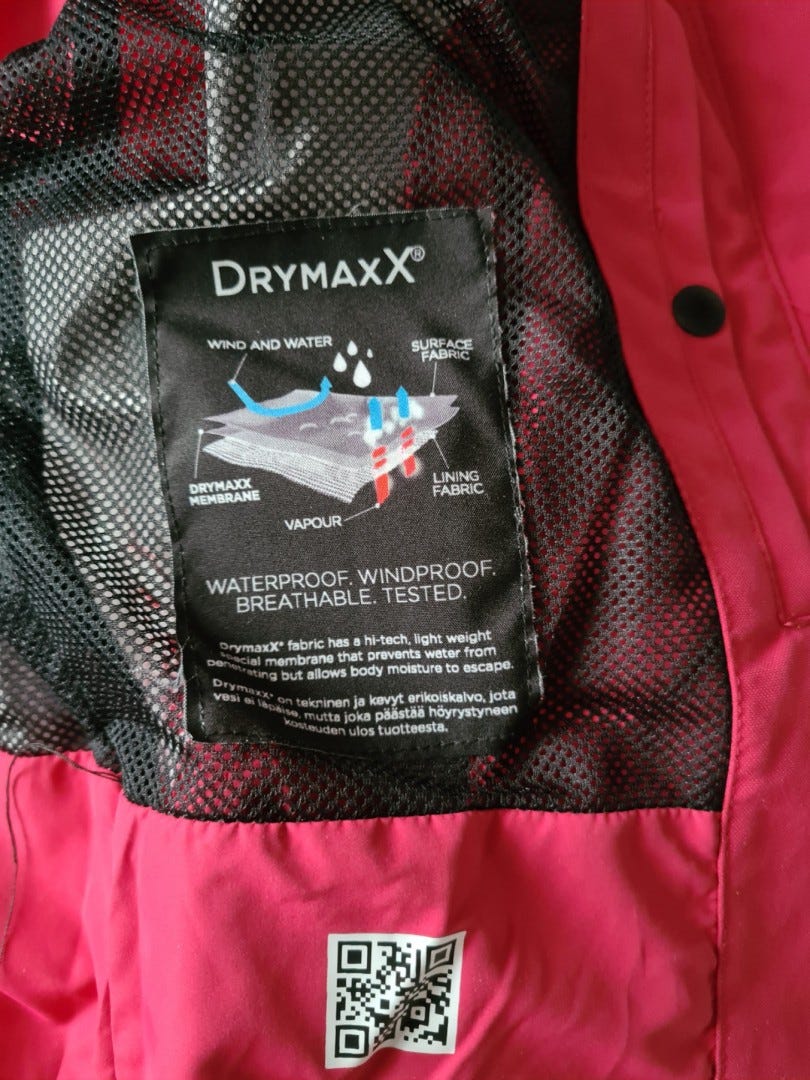 DRYMAXX®
WIND AND WATER
SURFACE
FABRIC
DRYMAXX
MEMBRANE
LINING
FABRIC
VAPOUR
WATERPROOF. WINDPROOF.
BREATHABLE. TESTED.
DrymaxX® fabric has a hi-tech, light weight
special membrane that prevents water from
penetrating but allows body moisture to escape.
DrymaxX® on tekninen ja kevyt erikoiskalvo, jota
vesi ei läpäise, mutta joka päästää höyrystyneen
kosteuden ulos tuotteesta.